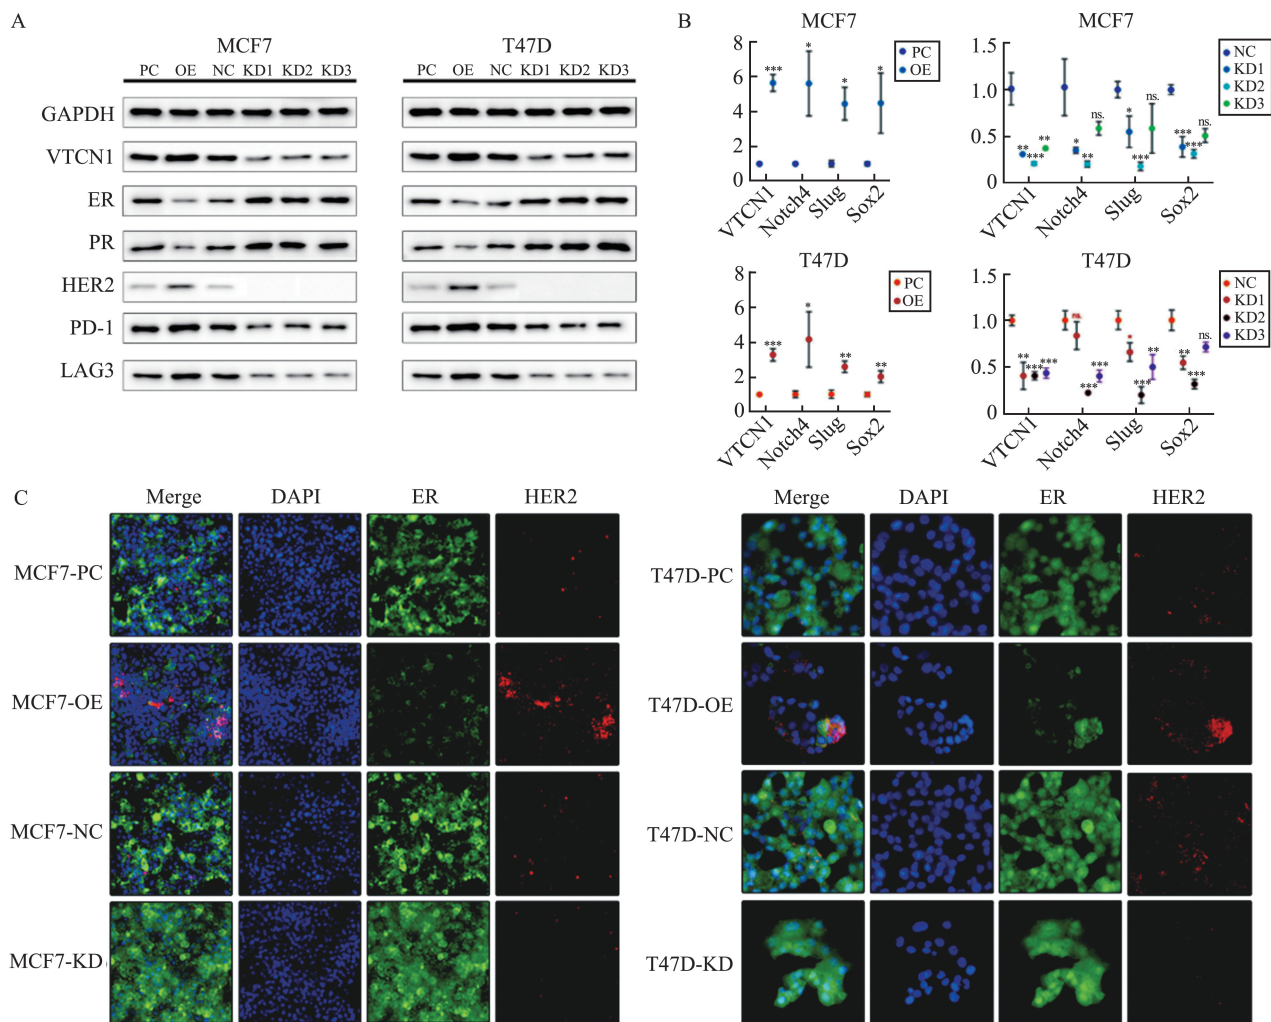 A
MCF7
T47D
PC OE NC KD1 KD2 KD3
PC OE NC KD1 KD2 KD3
GAPDH
VTCN1
ER
PR
HER2
PD-1
LAG3
B
MCF7
8
6
4
2
0
***
*
*
*
PC
OE
VTCN1
Notch4
Slug
Sox2
MCF7
1.5
1.0
0.5
0
**
***
**
*
**
ns.
*
***
ns.
***
***
ns.
NC
KD1
KD2
KD3
VTCN1
Notch4
Slug
Sox2
T47D
8
6
4
2
0
***
*
**
**
PC
OE
VTCN1
Notch4
Slug
Sox2
T47D
1.5
1.0
0.5
0
**
***
***
ns.
***
***
*
***
**
**
***
ns.
NC
KD1
KD2
KD3
VTCN1
Notch4
Slug
Sox2
C
Merge DAPI ER HER2
MCF7-PC
MCF7-OE
MCF7-NC
MCF7-KD
Merge DAPI ER HER2
T47D-PC
T47D-OE
T47D-NC
T47D-KD